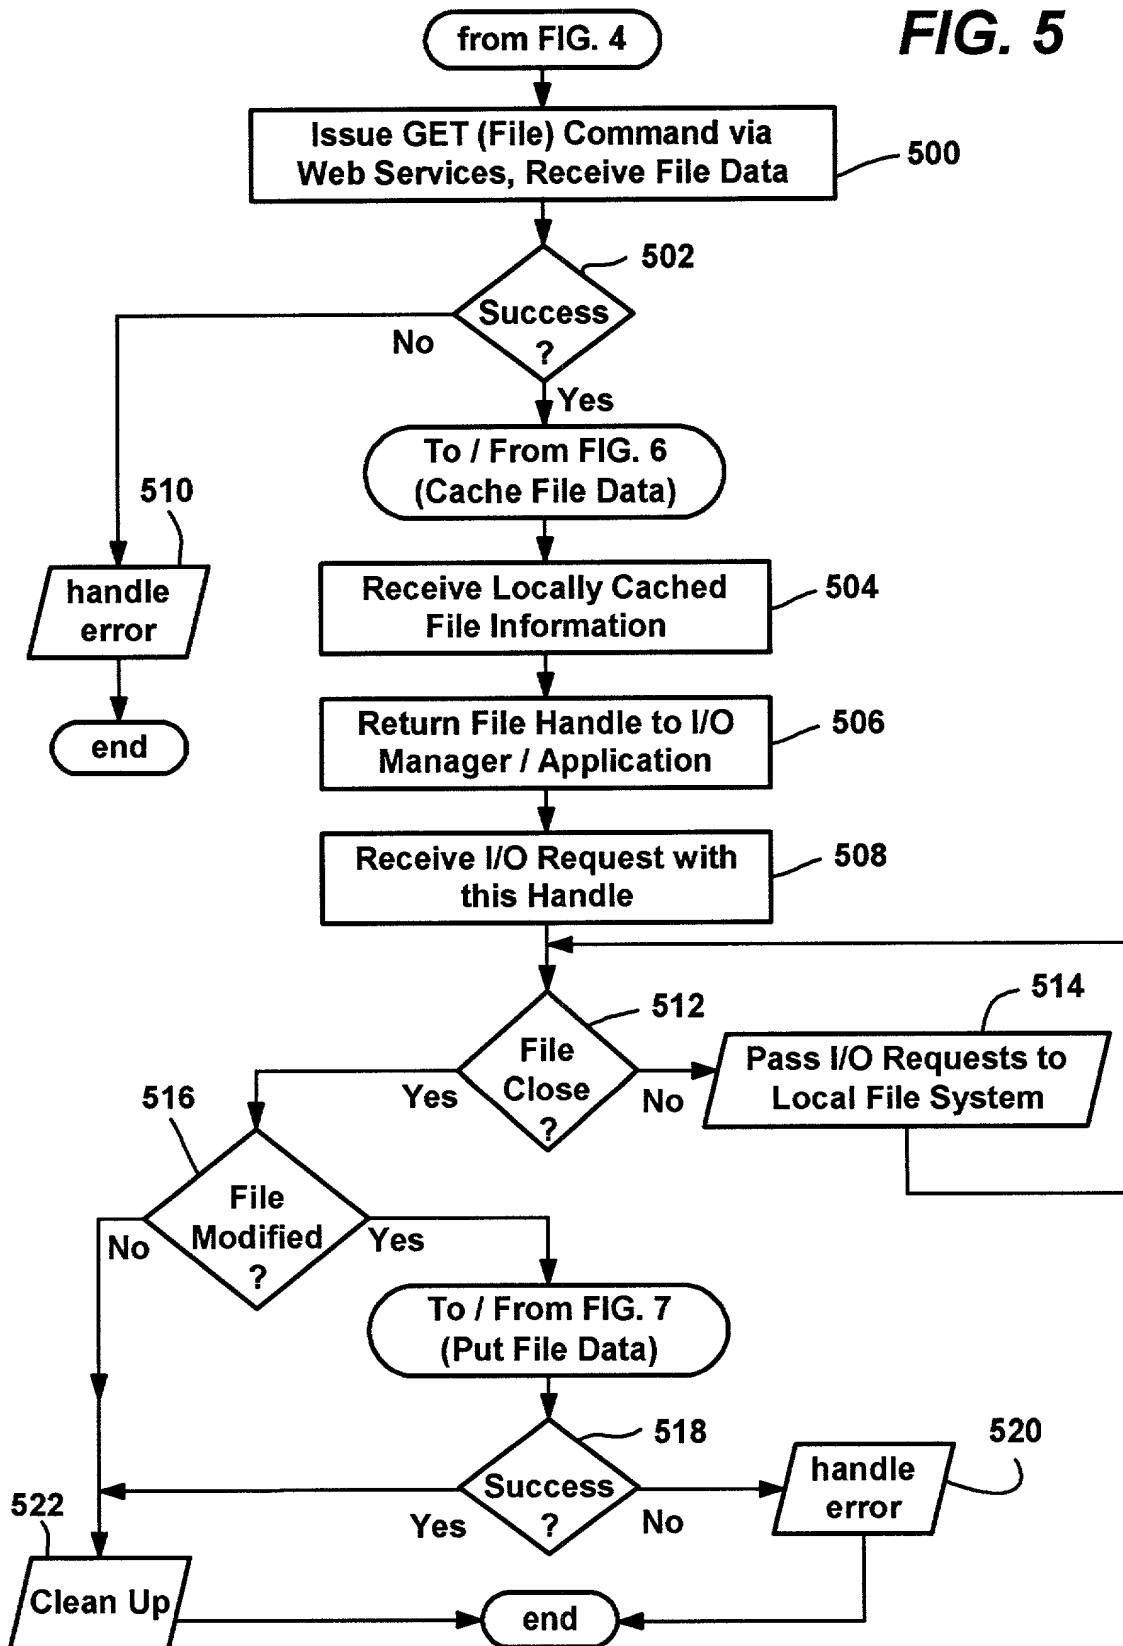 FIG. 5
from FIG. 4
Issue GET (File) Command via
Web Services, Receive File Data
500
502
Success
?
No
Yes
To / From FIG. 6
(Cache File Data)
510
handle
error
end
Receive Locally Cached
File Information
504
Return File Handle to I/O
Manager / Application
506
Receive I/O Request with
this Handle
508
512
File
Close
?
Yes
No
514
Pass I/O Requests to
Local File System
516
File
Modified
?
No
Yes
To / From FIG. 7
(Put File Data)
518
Success
?
Yes
No
520
handle
error
522
Clean Up
end